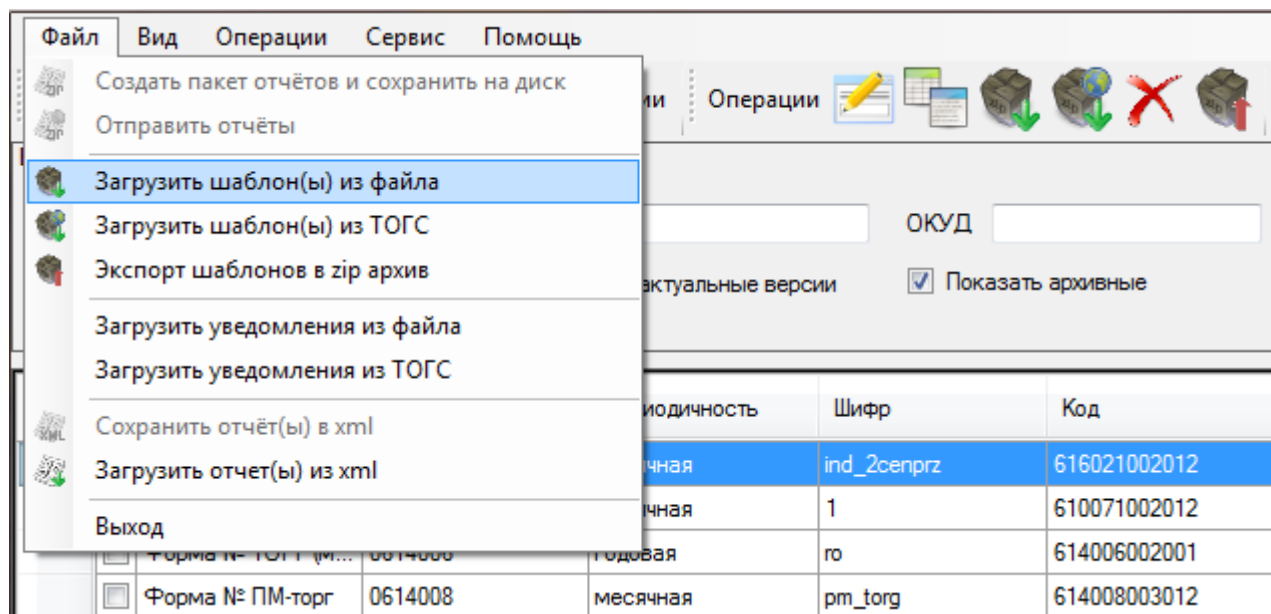 Файл Вид Операции Сервис Помощь
Создать пакет отчётов и сохранить на диск
Операции
Отправить отчёты
Загрузить шаблон(ы) из файла
Загрузить шаблон(ы) из ТОГС
ОКУД
Экспорт шаблонов в zip архив
актуальные версии Показать архивные
Загрузить уведомления из файла
Загрузить уведомления из ТОГС
Сохранить отчёт(ы) в xml
Загрузить отчет(ы) из xml
Выход
Шифр Код
ind_2cenprz 616021002012
1 610071002012
0614006 годовая ro 614006002001
Форма № ПМ-торг 0614008 месячная pm_torg 614008003012